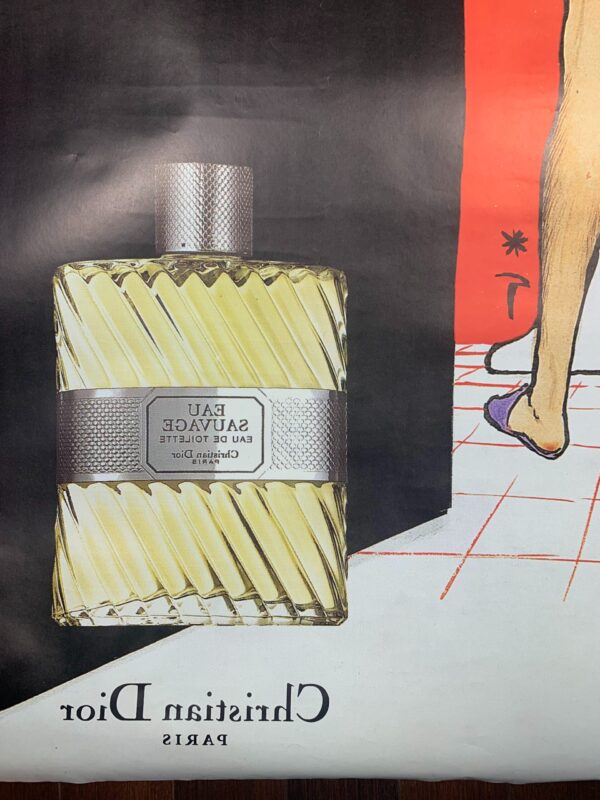 EAU
SAUVAGE
EAU DE TOILETTE
Christian Dior
PARIS
Christian Dior
PARIS